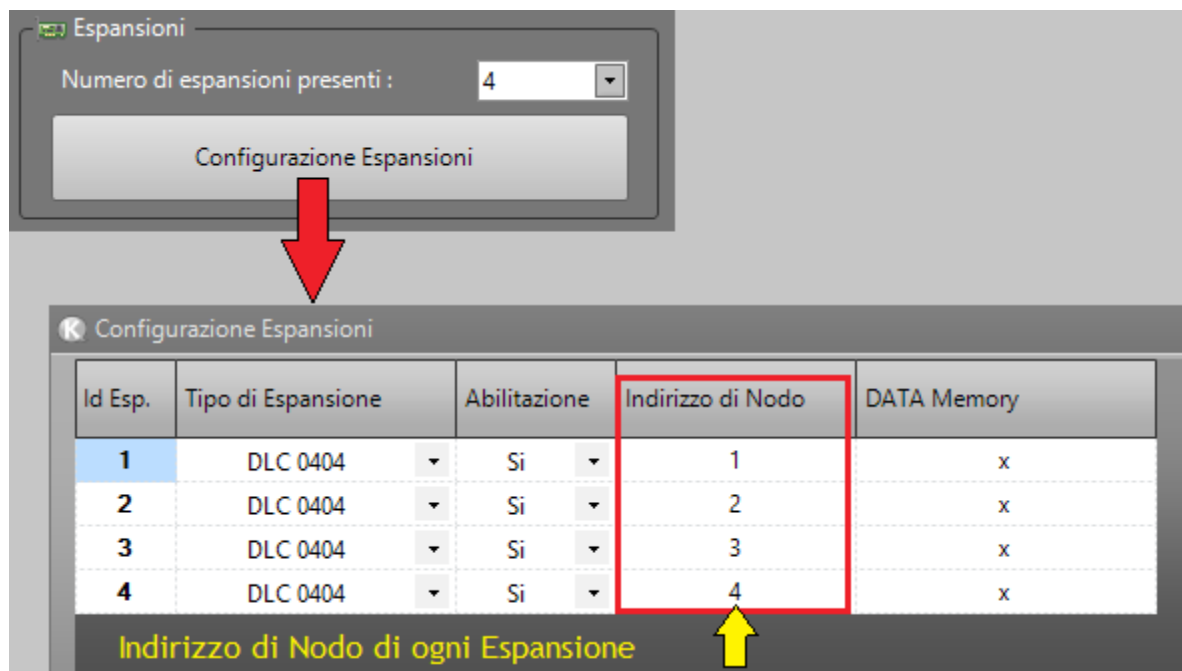 Espansioni
Numero di espansioni presenti : 4
Configurazione Espansioni
K Configurazione Espansioni
Id Esp. Tipo di Espansione Abilitazione Indirizzo di Nodo DATA Memory
1 DLC 0404 Si 1 x
2 DLC 0404 Si 2 x
3 DLC 0404 Si 3 x
4 DLC 0404 Si 4 x
Indirizzo di Nodo di ogni Espansione